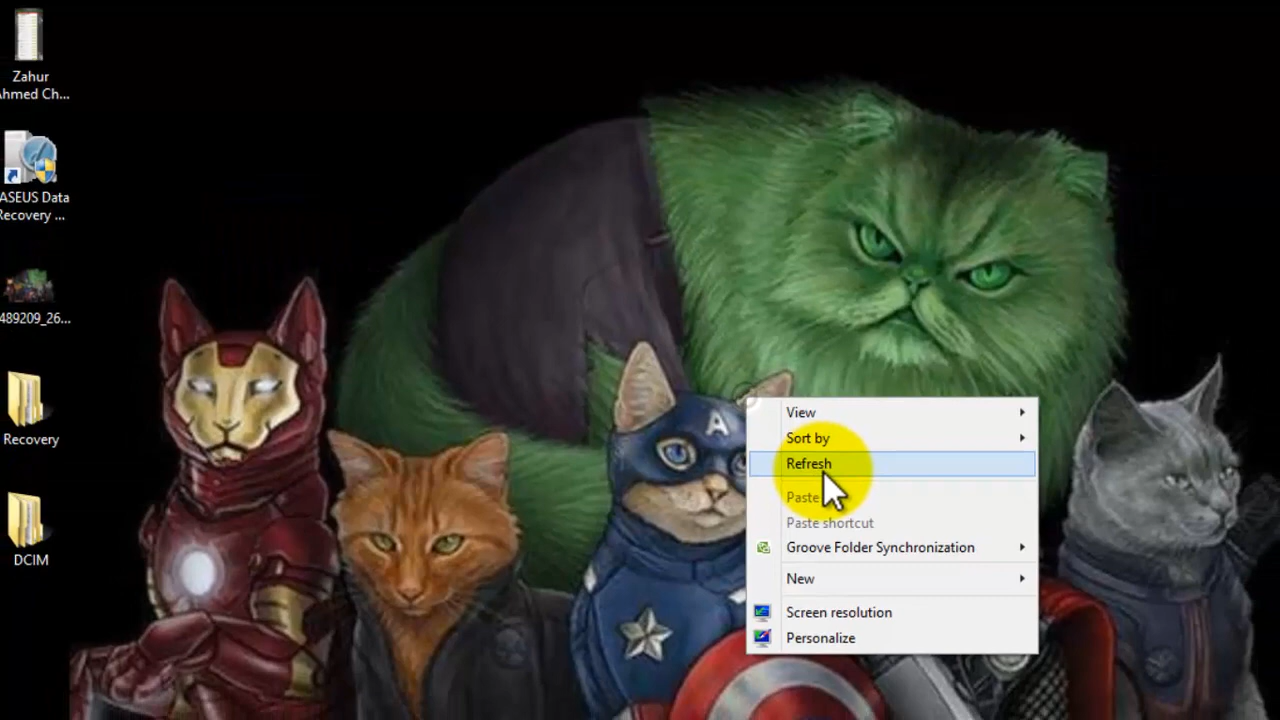 Zahur
Ahmed Ch...
ASEUS Data
Recovery ...
489209_26...
Recovery
DCIM
A
View
Sort by
Refresh
Paste
Paste shortcut
Groove Folder Synchronization
New
Screen resolution
Personalize